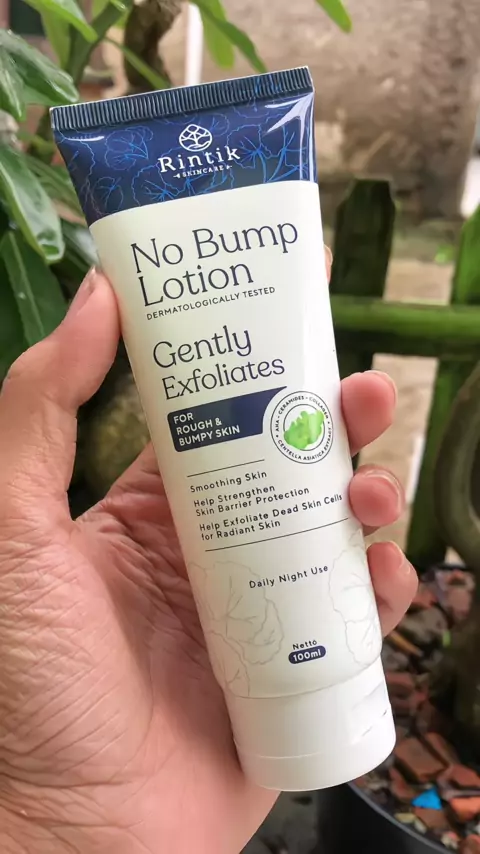 Rintik
SKINCARE
No Bump
Lotion
DERMATOLOGICALLY TESTED
Gently
Exfoliates
FOR
ROUGH &
BUMPY SKIN
AHA • CERAMIDES • COLLAGEN •
CENTELLA ASIATICA EXTRACT
Smoothing Skin
Help Strengthen
Skin Barrier Protection
Help Exfoliate Dead Skin Cells
for Radiant Skin
Daily Night Use
Netto
100ml